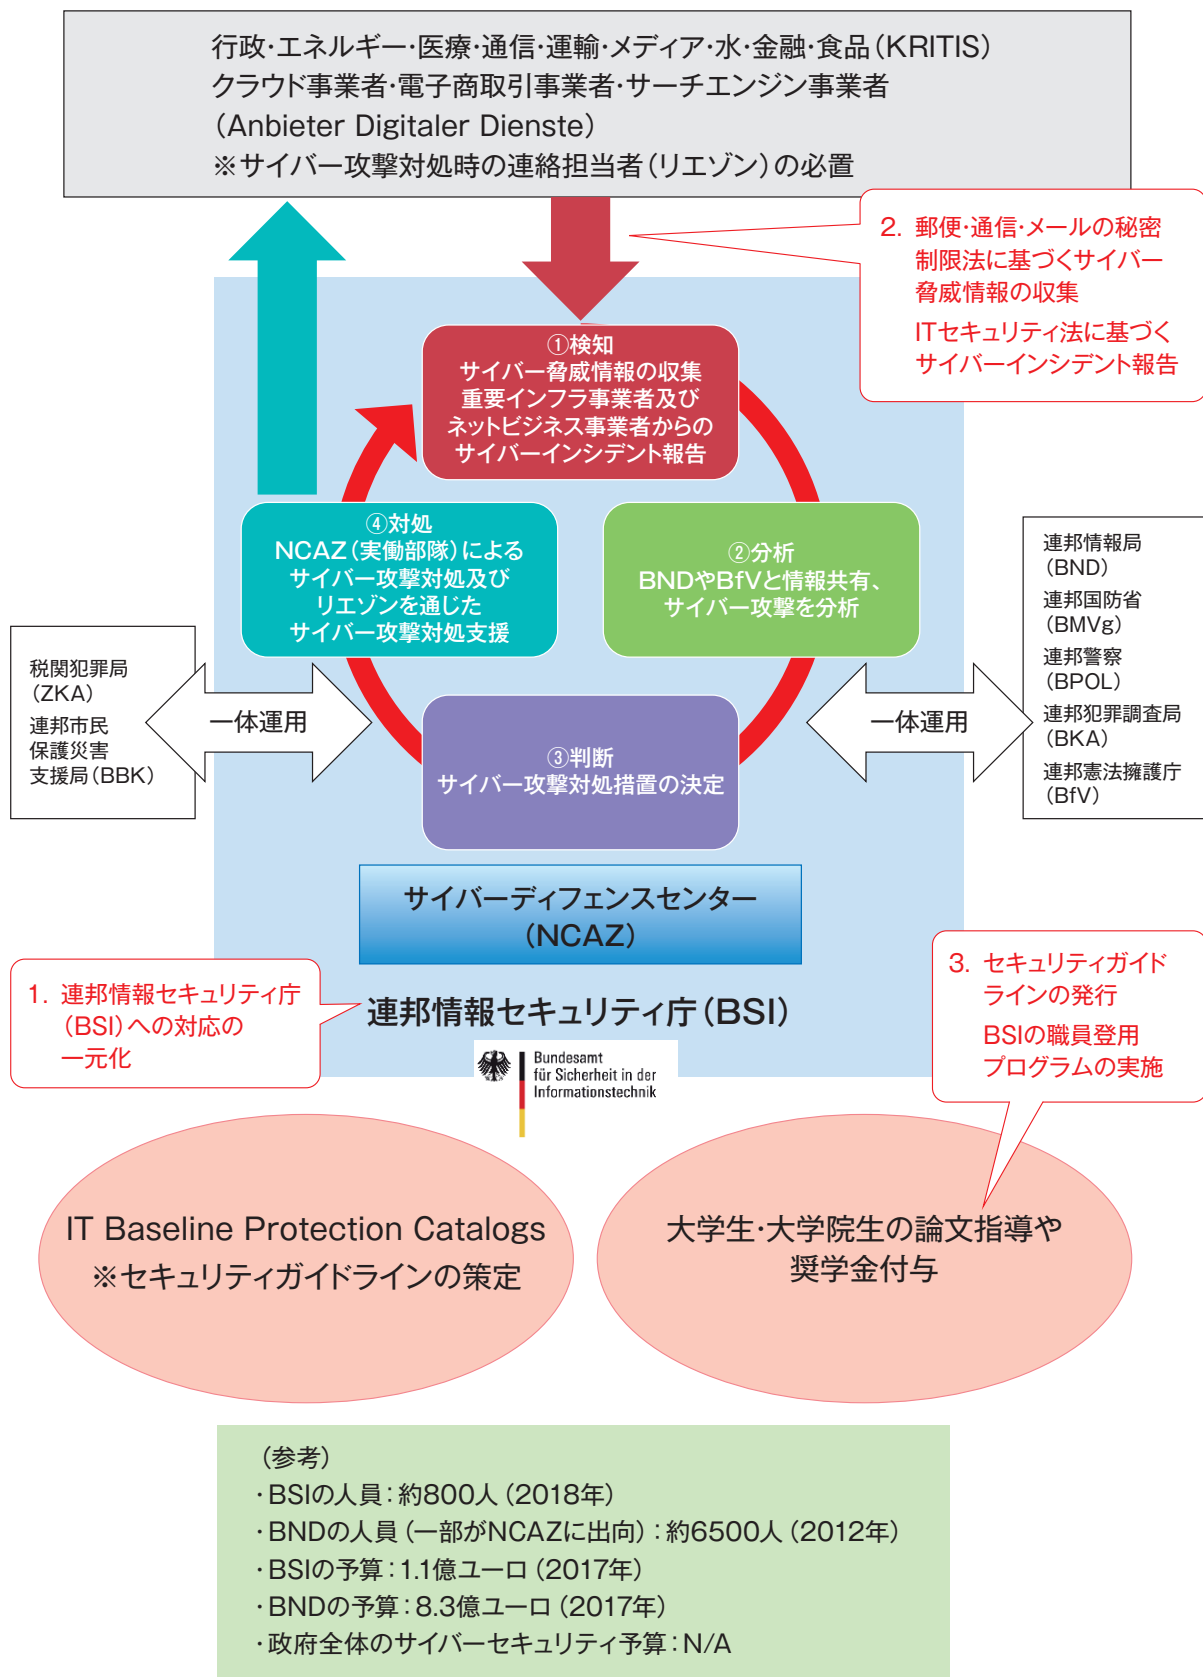 行政・エネルギー・医療・通信・運輸・メディア・水・金融・食品（KRITIS）
クラウド事業者・電子商取引事業者・サーチエンジン事業者
（Anbieter Digitaler Dienste）
※サイバー攻撃対処時の連絡担当者（リエゾン）の必置
2. 郵便・通信・メールの秘密
制限法に基づくサイバー
脅威情報の収集
ITセキュリティ法に基づく
サイバーインシデント報告
①検知
サイバー脅威情報の収集
重要インフラ事業者及び
ネットビジネス事業者からの
サイバーインシデント報告
④対処
NCAZ（実働部隊）による
サイバー攻撃対処及び
リエゾンを通じた
サイバー攻撃対処支援
②分析
BNDやBfVと情報共有、
サイバー攻撃を分析
連邦情報局
（BND）
連邦国防省
（BMVg）
連邦警察
（BPOL）
連邦犯罪調査局
（BKA）
連邦憲法擁護庁
（BfV）
税関犯罪局
（ZKA）
連邦市民
保護災害
支援局（BBK）
一体運用
一体運用
③判断
サイバー攻撃対処措置の決定
サイバーディフェンスセンター
（NCAZ）
1. 連邦情報セキュリティ庁
（BSI）への対応の
一元化
連邦情報セキュリティ庁（BSI）
3. セキュリティガイド
ラインの発行
BSIの職員登用
プログラムの実施
Bundesamt
für Sicherheit in der
Informationstechnik
IT Baseline Protection Catalogs
※セキュリティガイドラインの策定
大学生・大学院生の論文指導や
奨学金付与
（参考）
・BSIの人員：約800人（2018年）
・BNDの人員（一部がNCAZに出向）：約6500人（2012年）
・BSIの予算：1.1億ユーロ（2017年）
・BNDの予算：8.3億ユーロ（2017年）
・政府全体のサイバーセキュリティ予算：N/A